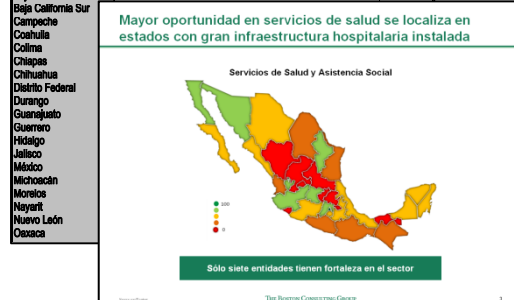 Baja California Sur
Campeche
Coahuila
Colima
Chiapas
Chihuahua
Distrito Federal
Durango
Guanajuato
Guerrero
Hidalgo
Jalisco
México
Michoacán
Morelos
Nayarit
Nuevo León
Oaxaca
Mayor oportunidad en servicios de salud se localiza en
estados con gran infraestructura hospitalaria instalada
Servicios de Salud y Asistencia Social
100
0
Sólo siete entidades tienen fortaleza en el sector
THE BOSTON CONSULTING GROUP